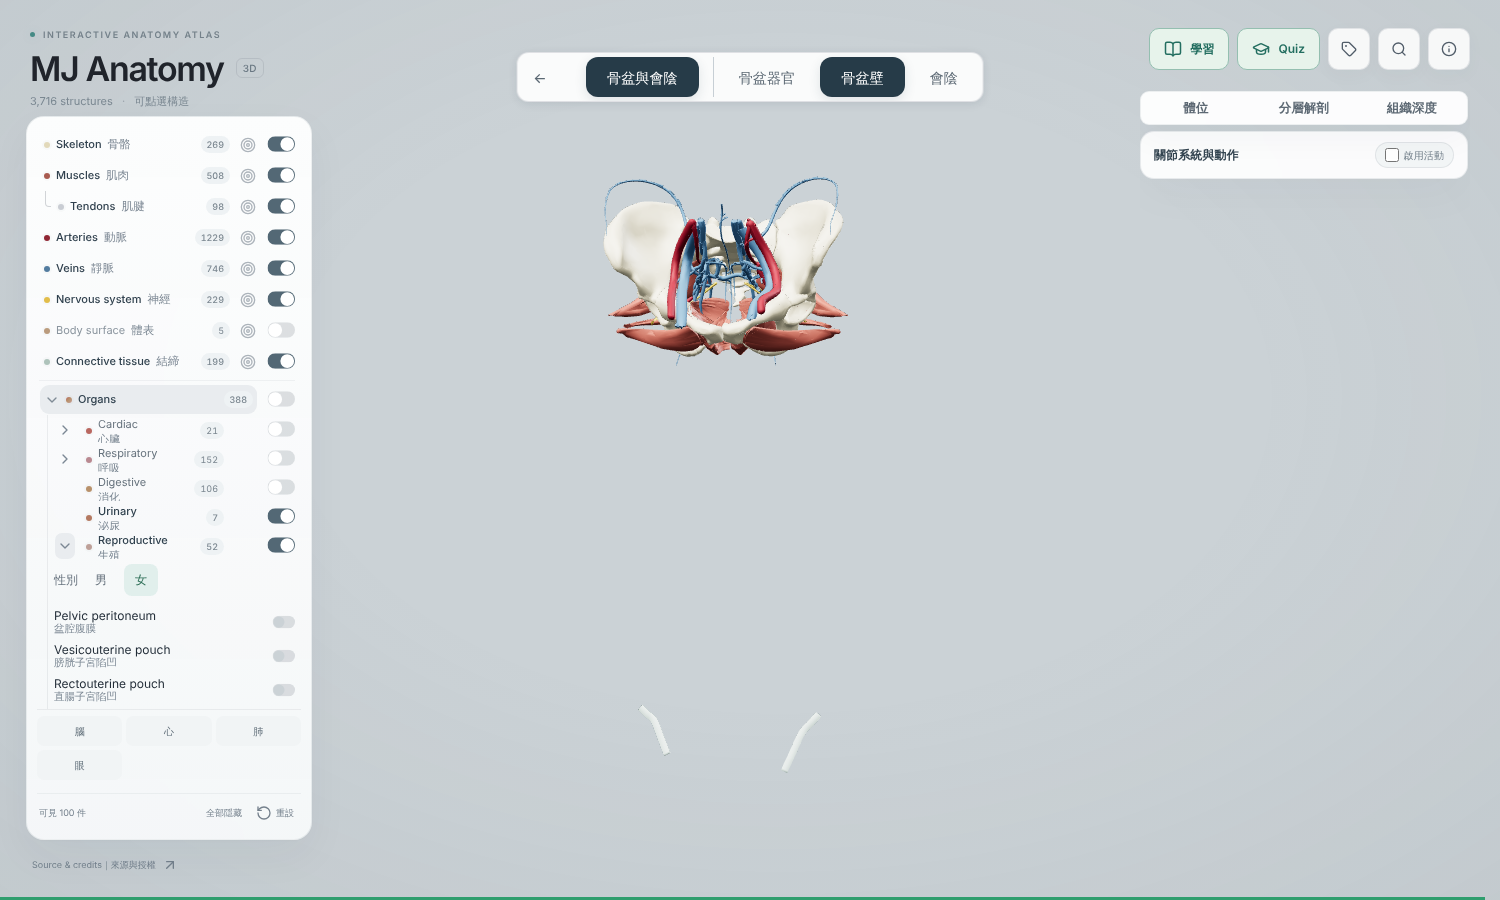 INTERACTIVE ANATOMY ATLAS
MJ Anatomy 3D
3,716 structures · 可點選構造
Skeleton 骨骼 269
Muscles 肌肉 508
Tendons 肌腱 98
Arteries 動脈 1229
Veins 靜脈 746
Nervous system 神經 229
Body surface 體表 5
Connective tissue 結締 199
Organs 388
Cardiac 21
心臟
Respiratory 152
呼吸
Digestive 106
消化
Urinary 7
泌尿
Reproductive 52
生殖
性別 男 女
Pelvic peritoneum
盆腔腹膜
Vesicouterine pouch
膀胱子宮陷凹
Rectouterine pouch
直腸子宮陷凹
腦 心 肺
眼
可見 100 件 全部隱藏 重設
Source & credits | 來源與授權
← 骨盆與會陰 骨盆器官 骨盆壁 會陰
學習 Quiz
體位 分層解剖 組織深度
關節系統與動作 啟用活動